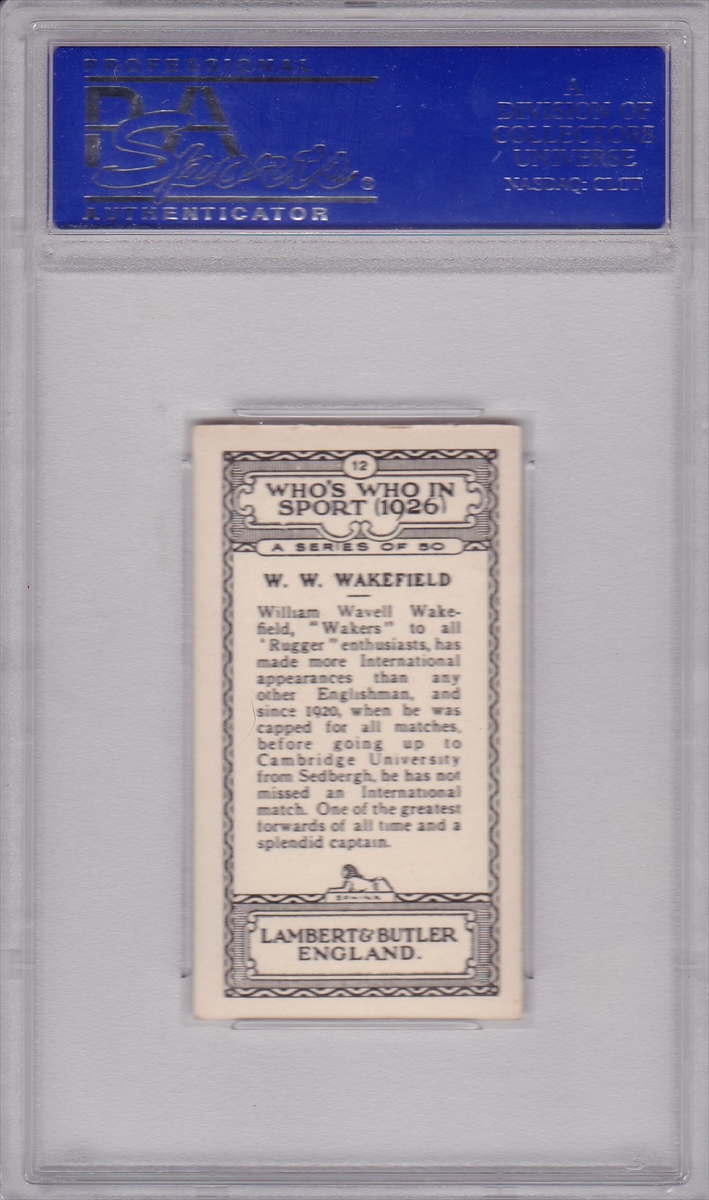 PROFESSIONAL
PSA
Sports®
AUTHENTICATOR
A
DIVISION OF
COLLECTORS
UNIVERSE
NASDAQ: CLCT
12
WHO'S WHO IN
SPORT (1926)
A SERIES OF 50
W. W. WAKEFIELD
William Wavell Wake-
field, "Wakers" to all
'Rugger" enthusiasts, has
made more International
appearances than any
other Englishman, and
since 1920, when he was
capped for all matches,
before going up to
Cambridge University
from Sedbergh, he has not
missed an International
match. One of the greatest
forwards of all time and a
splendid captain.
SPHINX
LAMBERT & BUTLER
ENGLAND.